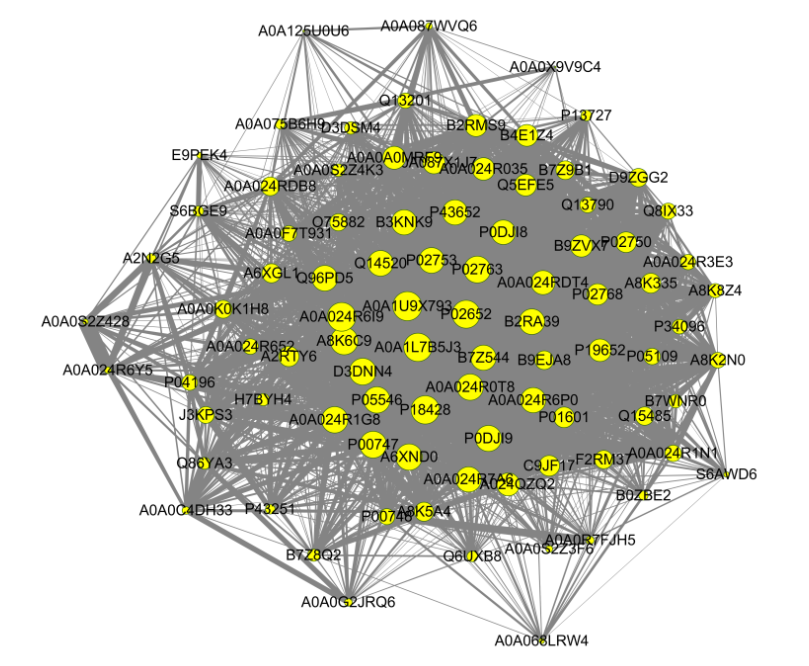 A0A087WVQ6
A0A125U0U6
A0A0X9V9C4
Q13201
P13727
A0A075B6H9
D3DSM4
B2RMS9
B4E1Z4
E9PEK4
A0A0A0MRE9
A0A024R035
B7Z9B1
A0A0S2Z4K3
D9ZGG2
A0A024RDB8
Q5EFE5
Q13790
S6BGE9
P43652
Q8IX33
O75882
B3KNK9
A0A0F7T931
P0DJI8
P02750
B9ZVX7
A2N2G5
Q14520
P02753
A0A024R3E3
A6XGL1
Q96PD5
P02763
A0A024RDT4
A8K335
A8K8Z4
P02768
A0A0K0K1H8
A0A1U9X793
A0A024R6I9
P02652
A0A0S2Z428
B2RA39
P34096
A8K6C9
A0A024R652
A0A1L7B5J3
P19652
A2RTY6
B7Z544
B9EJA8
P05109
A8K2N0
A0A024R6Y5
D3DNN4
P04196
A0A024R0T8
H7BYH4
P05546
A0A024R6P0
B7WNR0
J3KPS3
P18428
A0A024R1G8
P01601
Q15485
P00747
P0DJI9
A6XND0
A0A024R1N1
Q86YA3
C9JF17
F2RM37
S6AWD6
A0A024R7A6
A024QZQ2
B0ZBE2
A0A0C4DH33
P43251
P00748
A8K5A4
A0A0R7FJH5
A0A0S2Z3F6
B7Z8Q2
Q6UXB8
A0A0G2JRQ6
A0A068LRW4